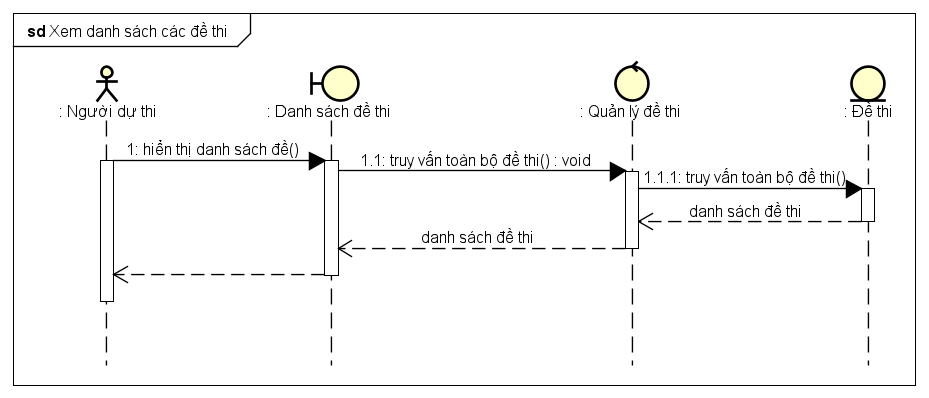 sd Xem danh sách các đề thi
: Người dự thi
: Danh sách đề thi
: Quản lý đề thi
: Đề thi
1: hiển thị danh sách đề()
1.1: truy vấn toàn bộ đề thi() : void
1.1.1: truy vấn toàn bộ đề thi()
danh sách đề thi
danh sách đề thi